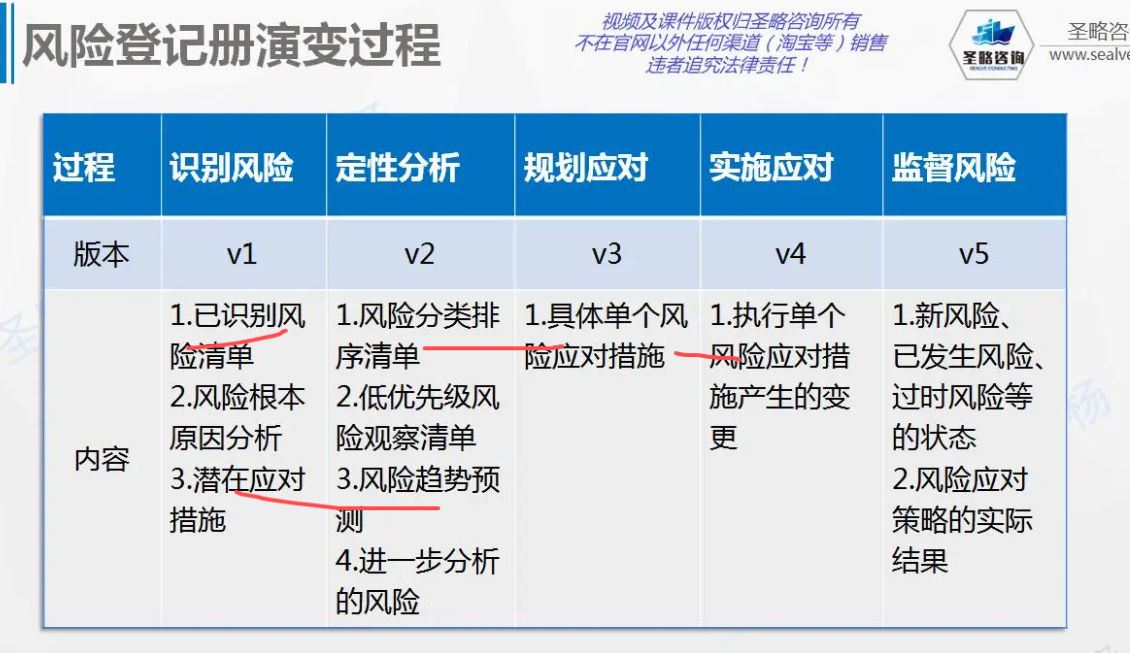 风险登记册演变过程
视频及课件版权归圣略咨询所有
不在官网以外任何渠道（淘宝等）销售
违者追究法律责任！
圣略咨询
圣略咨
www.sealve
过程
识别风险
定性分析
规划应对
实施应对
监督风险
版本
v1
v2
v3
v4
v5
内容
1.已识别风
险清单
2.风险根本
原因分析
3.潜在应对
措施
1.风险分类排
序清单
2.低优先级风
险观察清单
3.风险趋势预
测
4.进一步分析
的风险
1.具体单个风
险应对措施
1.执行单个
风险应对措
施产生的变
更
1.新风险、
已发生风险、
过时风险等
的状态
2.风险应对
策略的实际
结果
圣
杨